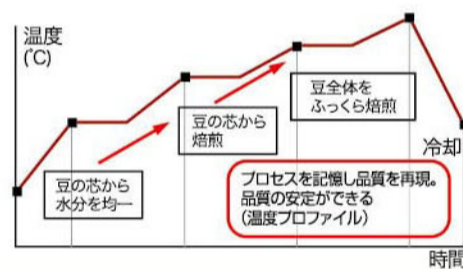 温度
(℃)
豆の芯から
水分を均一
豆の芯から
焙煎
豆全体を
ふっくら焙煎
冷却
プロセスを記憶し品質を再現。
品質の安定ができる
(温度プロファイル)
時間